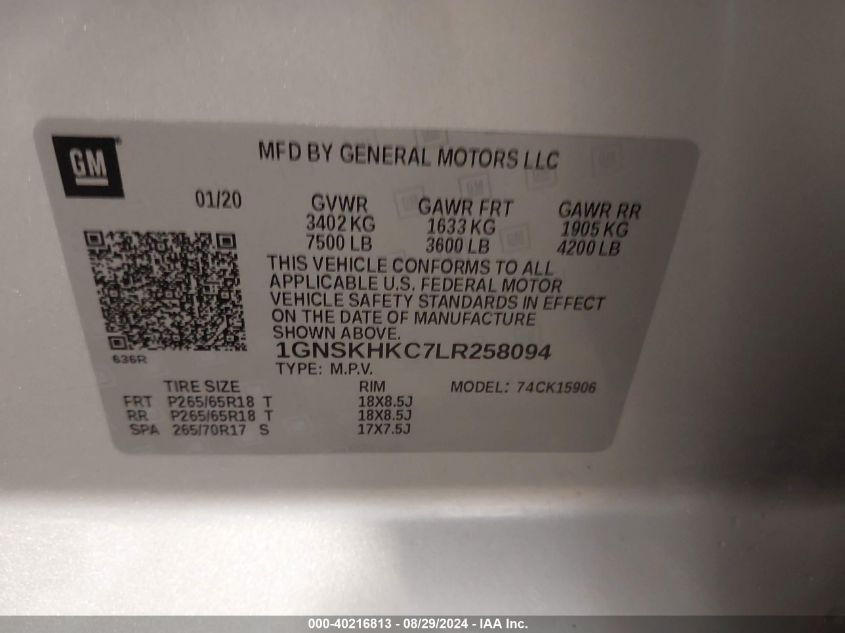 GM
MFD BY GENERAL MOTORS LLC
01/20
GVWR GAWR FRT GAWR RR
3402 KG 1633 KG 1905 KG
7500 LB 3600 LB 4200 LB
THIS VEHICLE CONFORMS TO ALL
APPLICABLE U.S. FEDERAL MOTOR
VEHICLE SAFETY STANDARDS IN EFFECT
ON THE DATE OF MANUFACTURE
SHOWN ABOVE.
636R
1GNSKHKC7LR258094
TYPE: M.P.V.
TIRE SIZE RIM MODEL: 74CK15906
FRT P265/65R18 T 18X8.5J
RR P265/65R18 T 18X8.5J
SPA 265/70R17 S 17X7.5J
000-40216813 - 08/29/2024 - IAA Inc.